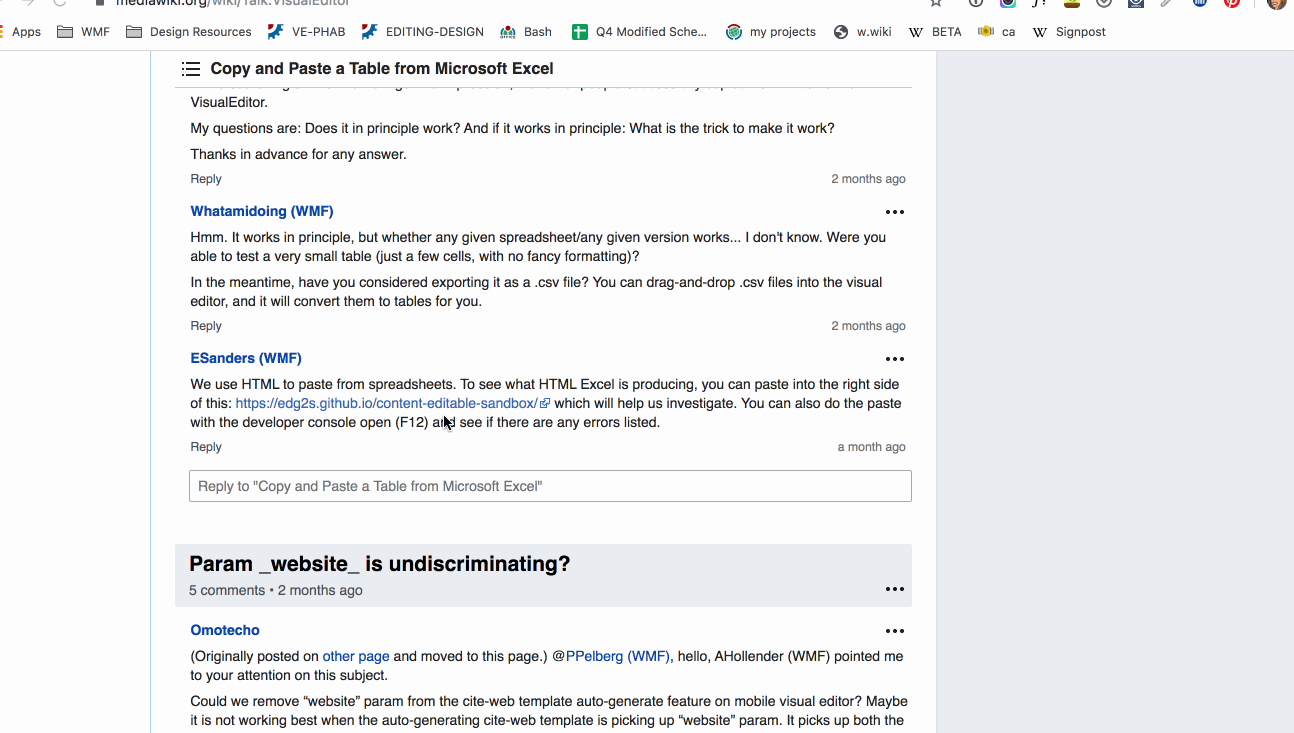 mediawiki.org/wiki/Talk:VisualEditor
Apps WMF Design Resources VE-PHAB EDITING-DESIGN Bash Q4 Modified Sche... my projects w.wiki BETA ca Signpost
Copy and Paste a Table from Microsoft Excel
VisualEditor.
My questions are: Does it in principle work? And if it works in principle: What is the trick to make it work?
Thanks in advance for any answer.
Reply 2 months ago
Whatamidoing (WMF)
Hmm. It works in principle, but whether any given spreadsheet/any given version works... I don't know. Were you
able to test a very small table (just a few cells, with no fancy formatting)?
In the meantime, have you considered exporting it as a .csv file? You can drag-and-drop .csv files into the visual
editor, and it will convert them to tables for you.
Reply 2 months ago
ESanders (WMF)
We use HTML to paste from spreadsheets. To see what HTML Excel is producing, you can paste into the right side
of this: https://edg2s.github.io/content-editable-sandbox/ which will help us investigate. You can also do the paste
with the developer console open (F12) and see if there are any errors listed.
Reply a month ago
Reply to "Copy and Paste a Table from Microsoft Excel"
Param _website_ is undiscriminating?
5 comments • 2 months ago
Omotecho
(Originally posted on other page and moved to this page.) @PPelberg (WMF), hello, AHollender (WMF) pointed me
to your attention on this subject.
Could we remove “website” param from the cite-web template auto-generate feature on mobile visual editor? Maybe
it is not working best when the auto-generating cite-web template is picking up “website” param. It picks up both the